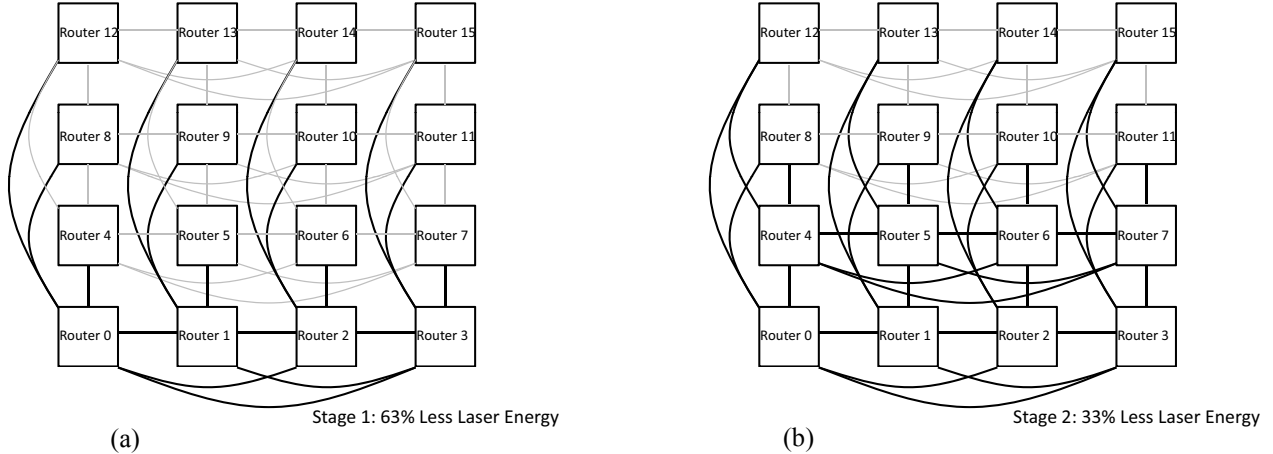 Router 12 Router 13 Router 14 Router 15
Router 8 Router 9 Router 10 Router 11
Router 4 Router 5 Router 6 Router 7
Router 0 Router 1 Router 2 Router 3
Stage 1: 63% Less Laser Energy
(a)
Router 12 Router 13 Router 14 Router 15
Router 8 Router 9 Router 10 Router 11
Router 4 Router 5 Router 6 Router 7
Router 0 Router 1 Router 2 Router 3
Stage 2: 33% Less Laser Energy
(b)